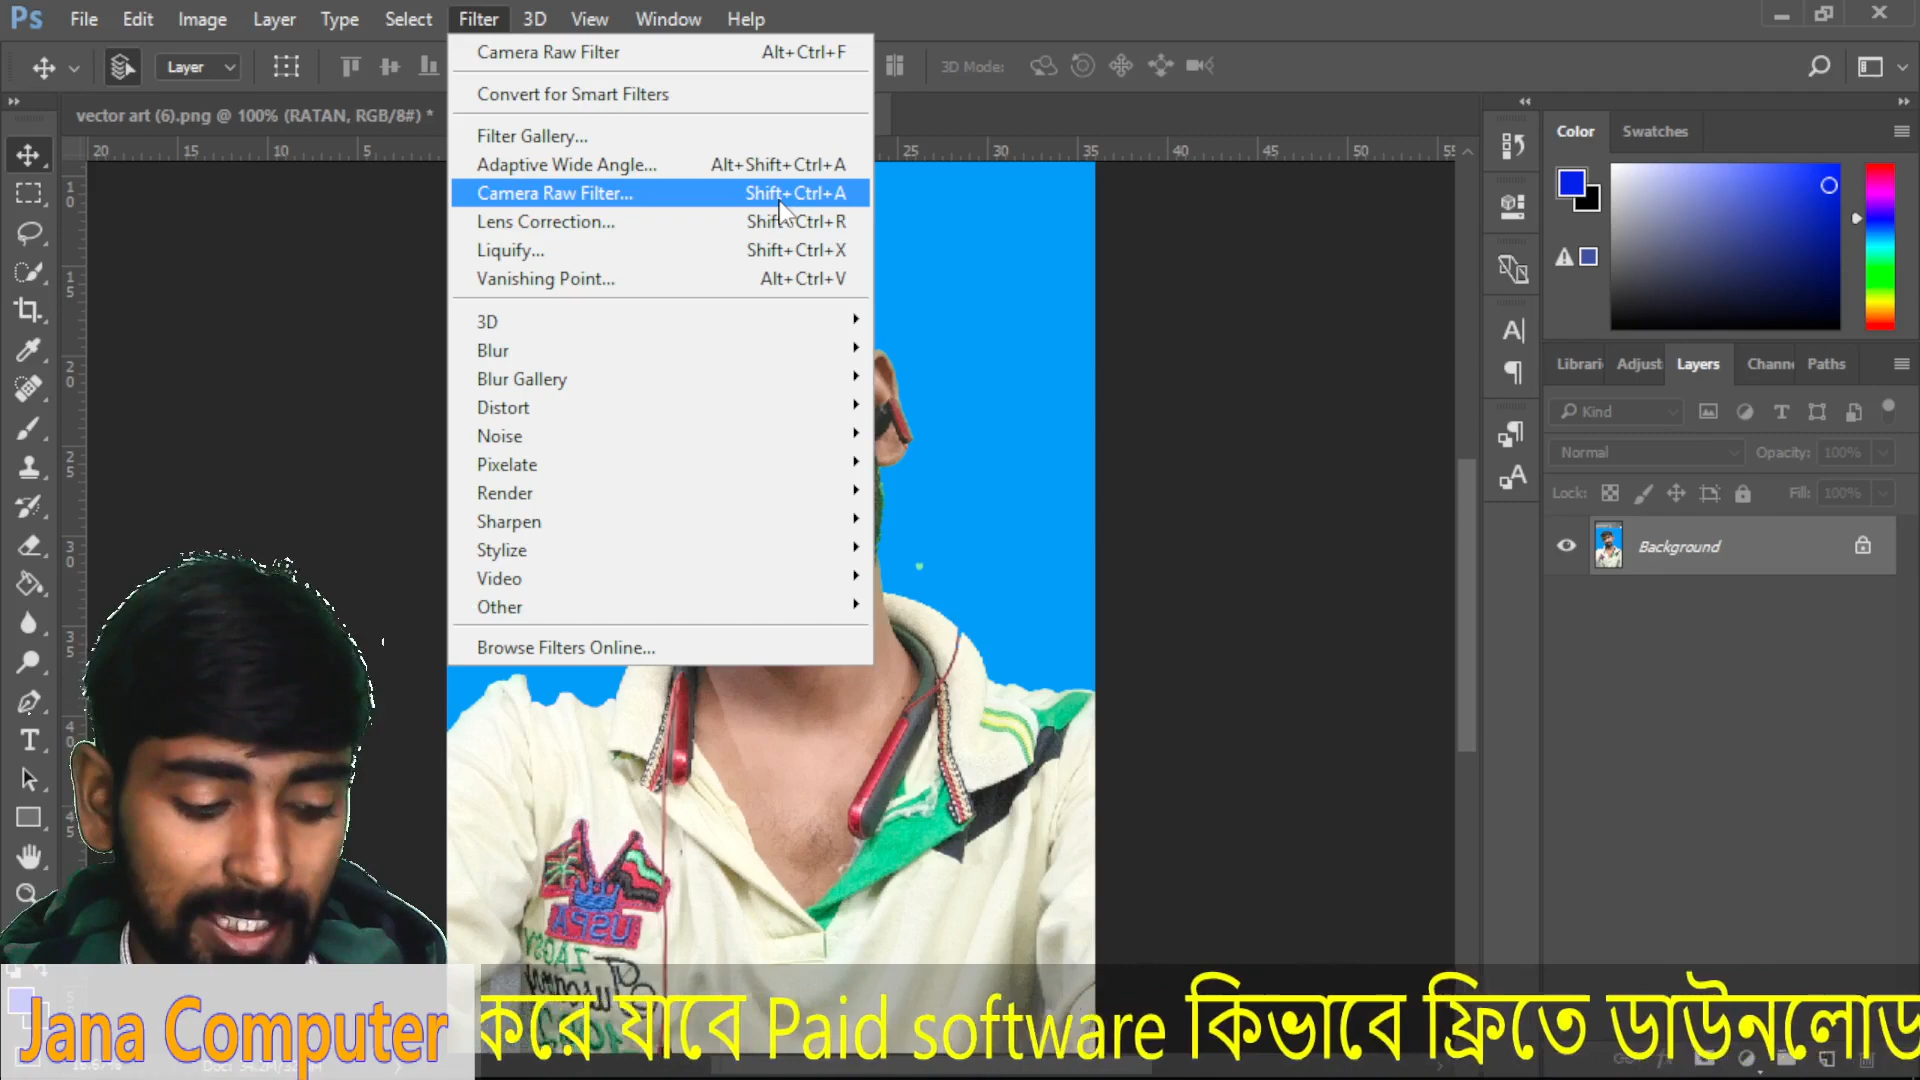 Ps File Edit Image Layer Type Select Filter 3D View Window Help
Layer
3D Mode:
vector art (6).png @ 100% (RATAN, RGB/8#) *
20 10 5 25 30 35 40 45 50 55
Camera Raw Filter Alt+Ctrl+F
Convert for Smart Filters
Filter Gallery...
Adaptive Wide Angle... Alt+Shift+Ctrl+A
Camera Raw Filter... Shift+Ctrl+A
Lens Correction... Shift+Ctrl+R
Liquify... Shift+Ctrl+X
Vanishing Point... Alt+Ctrl+V
3D
Blur
Blur Gallery
Distort
Noise
Pixelate
Render
Sharpen
Stylize
Video
Other
Browse Filters Online...
Color Swatches
Librari Adjust Layers Chann Paths
Kind
Normal Opacity: 100%
Lock: Fill: 100%
Background
USPA
Jana Computer
করে যাবে Paid software কিভাবে ফ্রিতে ডাউনলোড